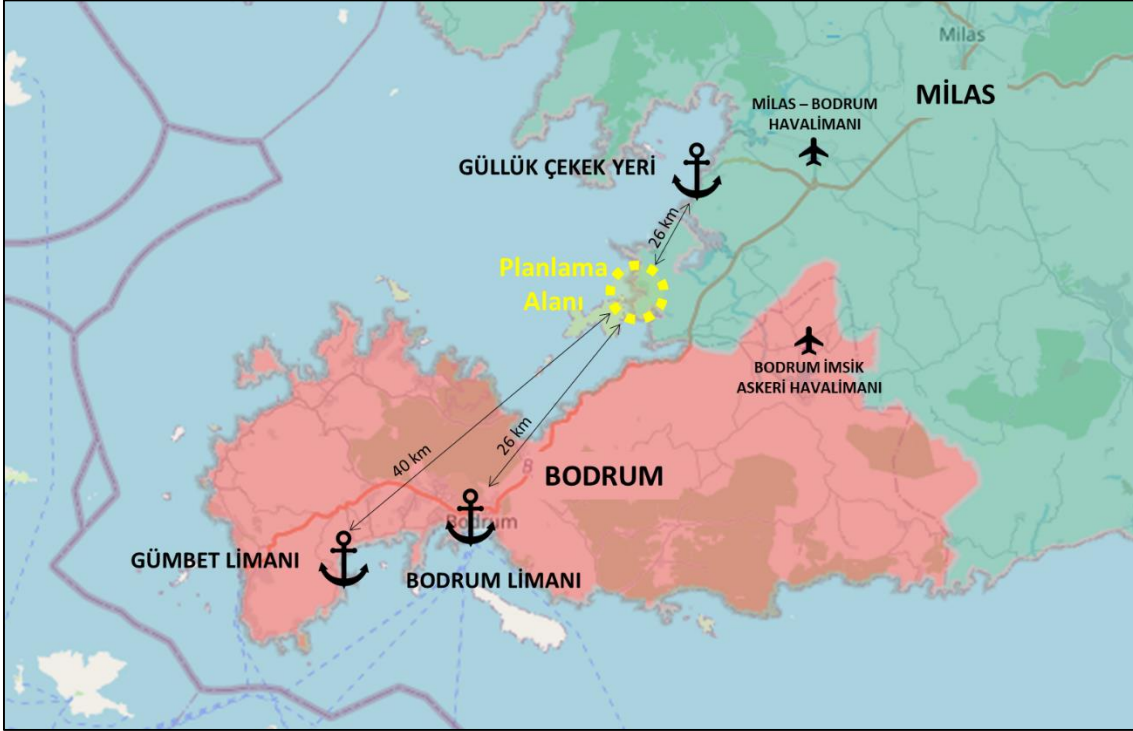 Milas
MİLAS
MİLAS – BODRUM
HAVALİMANI
GÜLLÜK ÇEKEK YERİ
26 km
Planlama
Alanı
BODRUM İMSİK
ASKERİ HAVALİMANI
40 km
26 km
B
BODRUM
Bodrum
GÜMBET LİMANI
BODRUM LİMANI